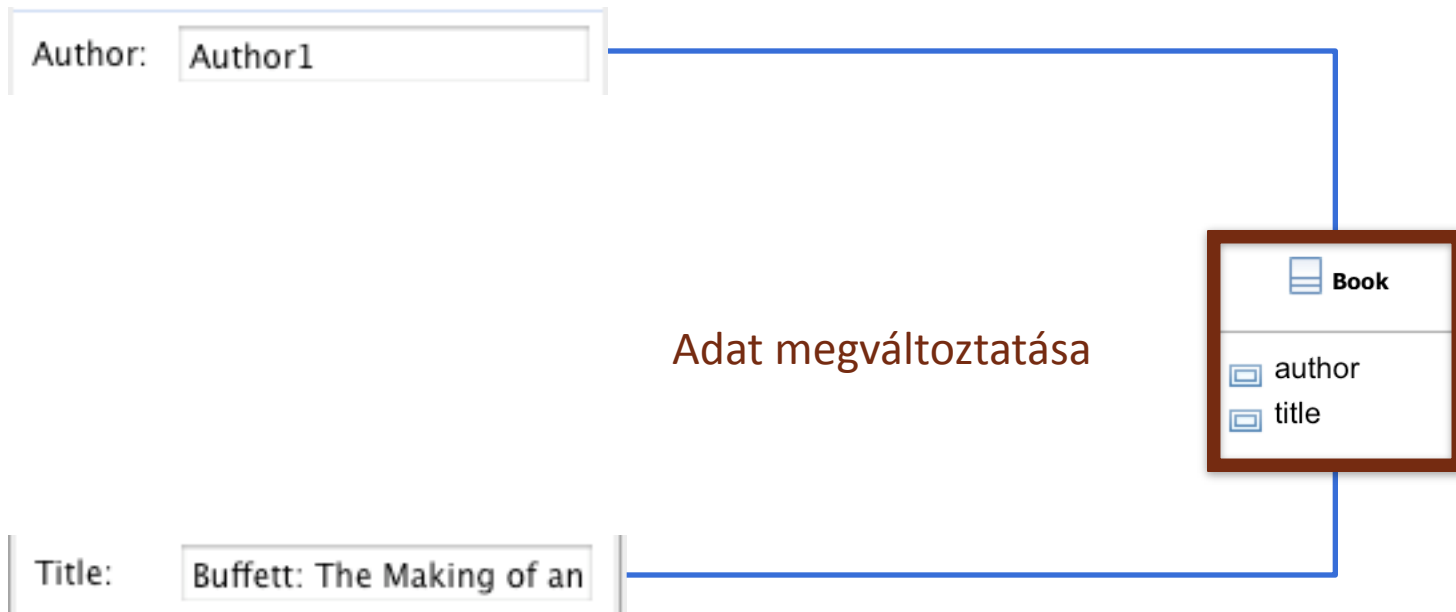 Author: Author1
Book
Adat megváltoztatása
author
title
Title: Buffett: The Making of an